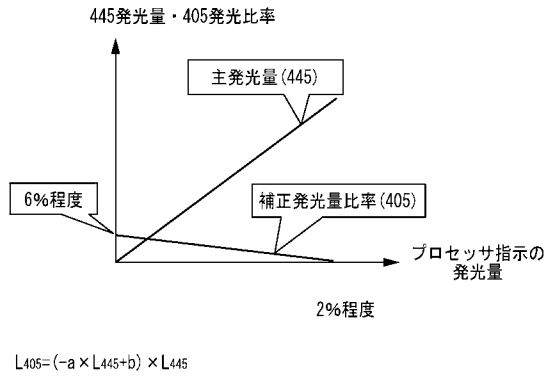 445発光量・405発光比率
主発光量(445)
6%程度
補正発光量比率(405)
プロセッサ指示の
発光量
2%程度
L405=(-a×L445+b)×L445